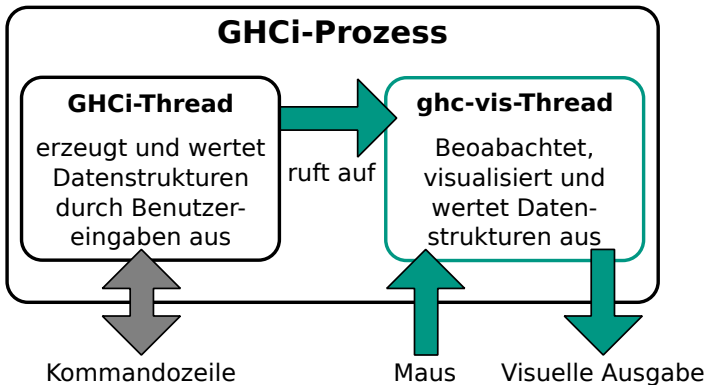 GHCi-Prozess
GHCi-Thread
erzeugt und wertet
Datenstrukturen
durch Benutzer-
eingaben aus
ruft auf
ghc-vis-Thread
Beoabachtet,
visualisiert und
wertet Daten-
strukturen aus
Kommandozeile
Maus
Visuelle Ausgabe